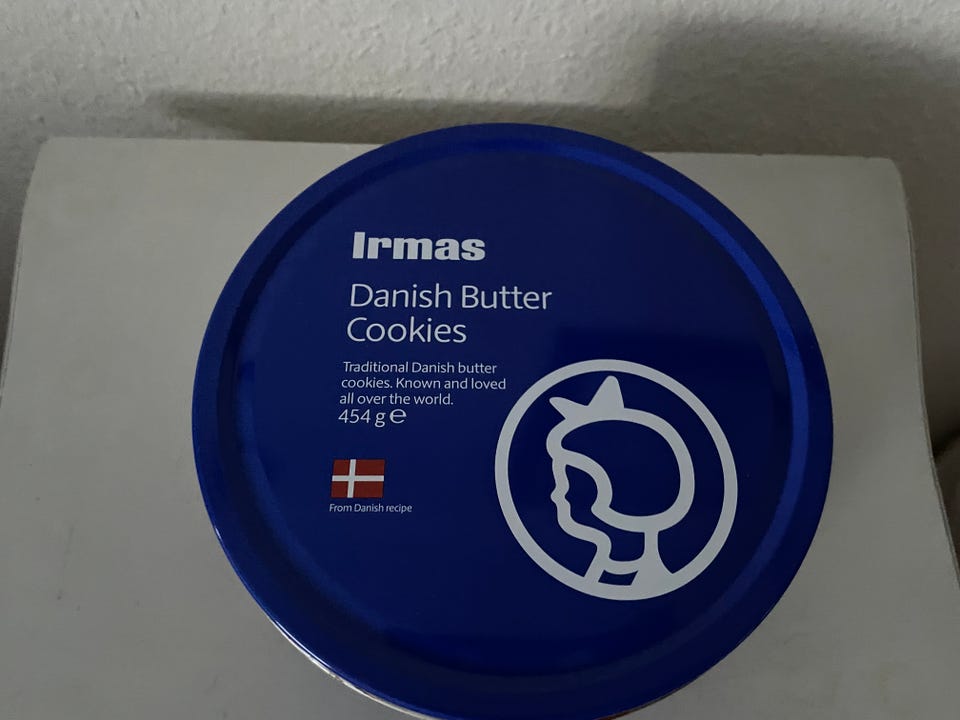 Irmas
Danish Butter
Cookies
Traditional Danish butter
cookies. Known and loved
all over the world.
454 g ℮
From Danish recipe